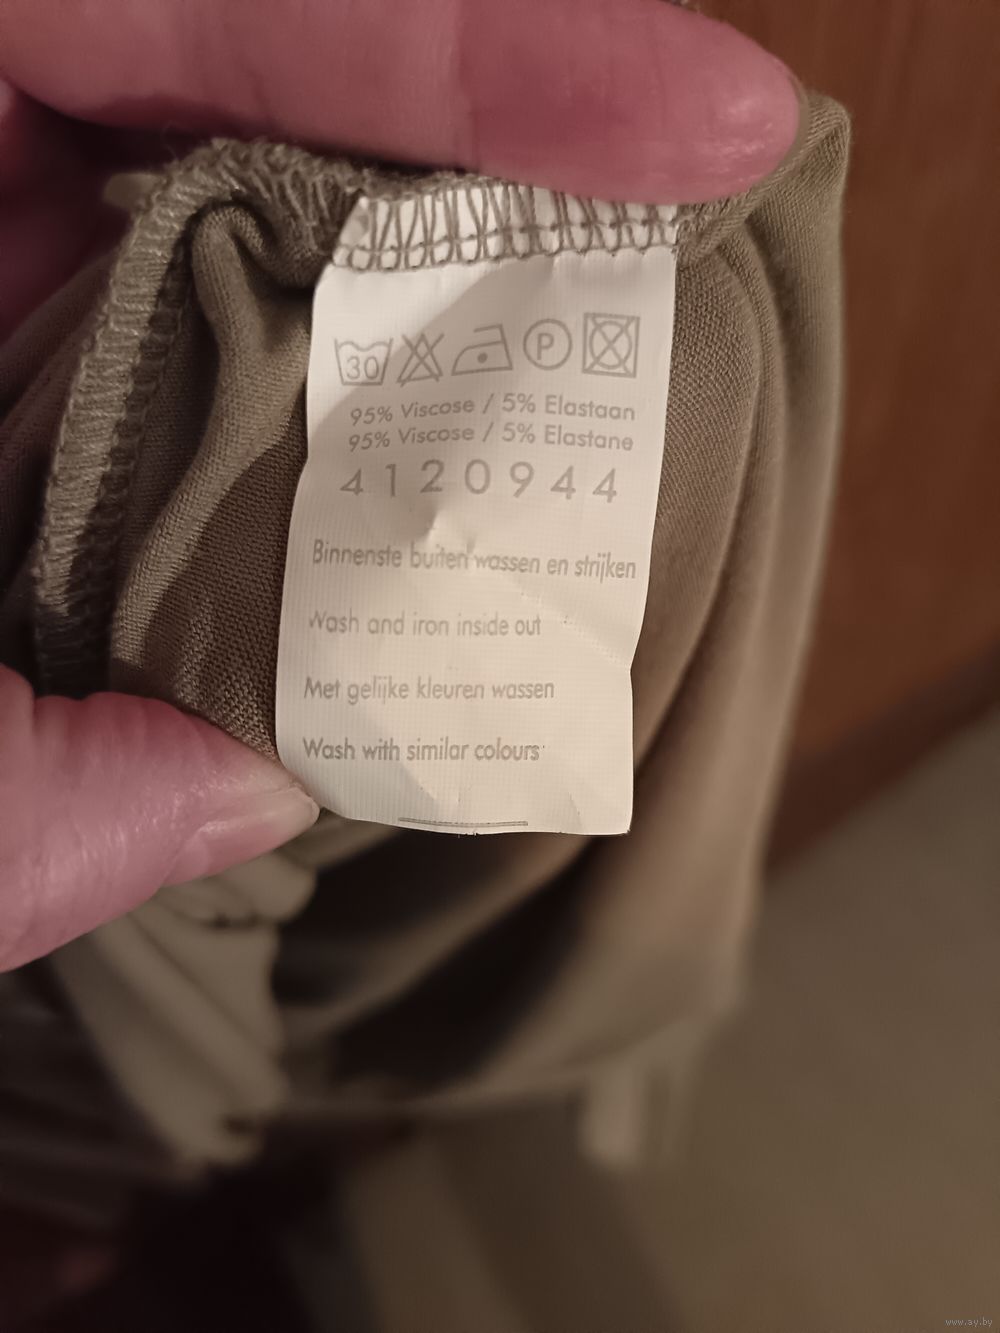 30 P
95% Viscose / 5% Elastaan
95% Viscose / 5% Elastane
4120944
Binnenste buiten wassen en strijken
Wash and iron inside out
Met gelijke kleuren wassen
Wash with similar colours
www.ay.by